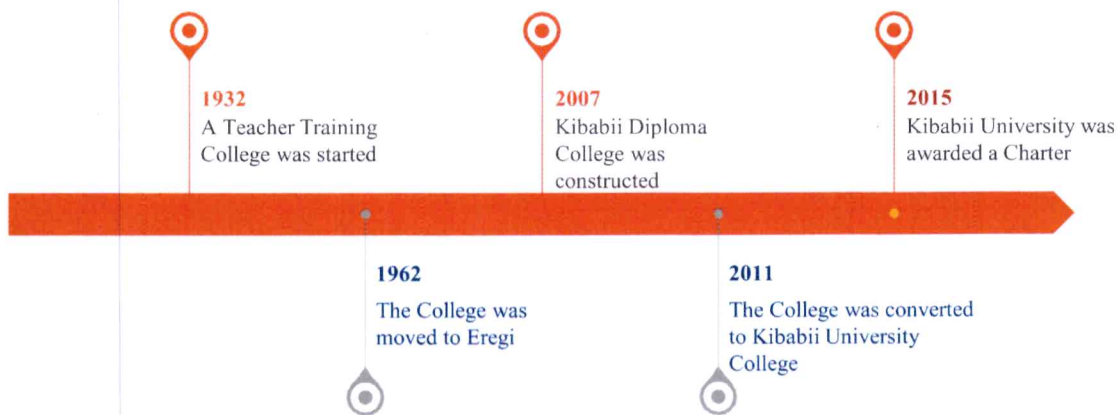 1932
A Teacher Training
College was started
2007
Kibabii Diploma
College was
constructed
2015
Kibabii University was
awarded a Charter
1962
The College was
moved to Eregi
2011
The College was converted
to Kibabii University
College